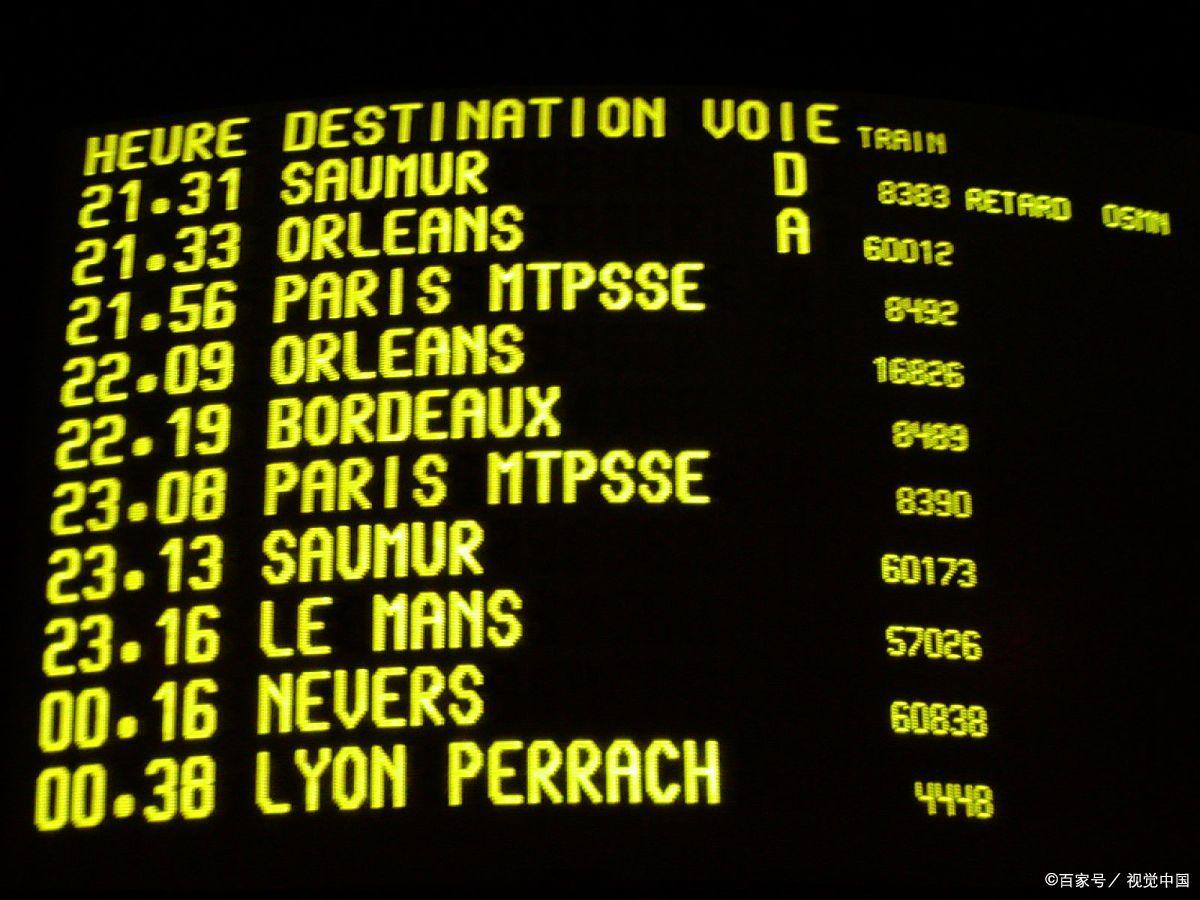 HEURE DESTINATION VOIE TRAIN
21.31 SAUMUR D 8383 RETARD 05MN
21.33 ORLEANS A 60012
21.56 PARIS MTPSSE 8492
22.09 ORLEANS 16826
22.19 BORDEAUX 8489
23.08 PARIS MTPSSE 8390
23.13 SAUMUR 60173
23.16 LE MANS 57026
00.16 NEVERS 60838
00.38 LYON PERRACH 4448
©百家号／视觉中国